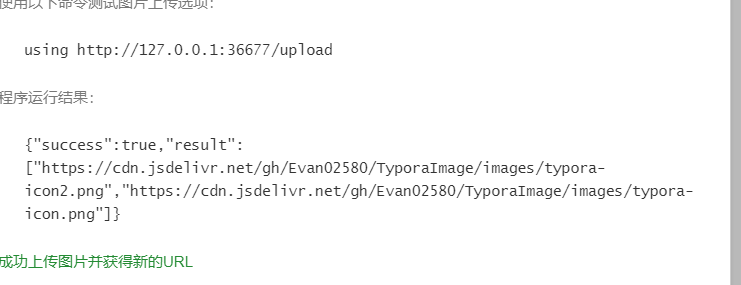 使用以下命令测试图片上传选项：
using http://127.0.0.1:36677/upload
程序运行结果：
{"success":true,"result":
["https://cdn.jsdelivr.net/gh/Evan02580/TyporaImage/images/typora-
icon2.png","https://cdn.jsdelivr.net/gh/Evan02580/TyporaImage/images/typora-
icon.png"]}
成功上传图片并获得新的URL